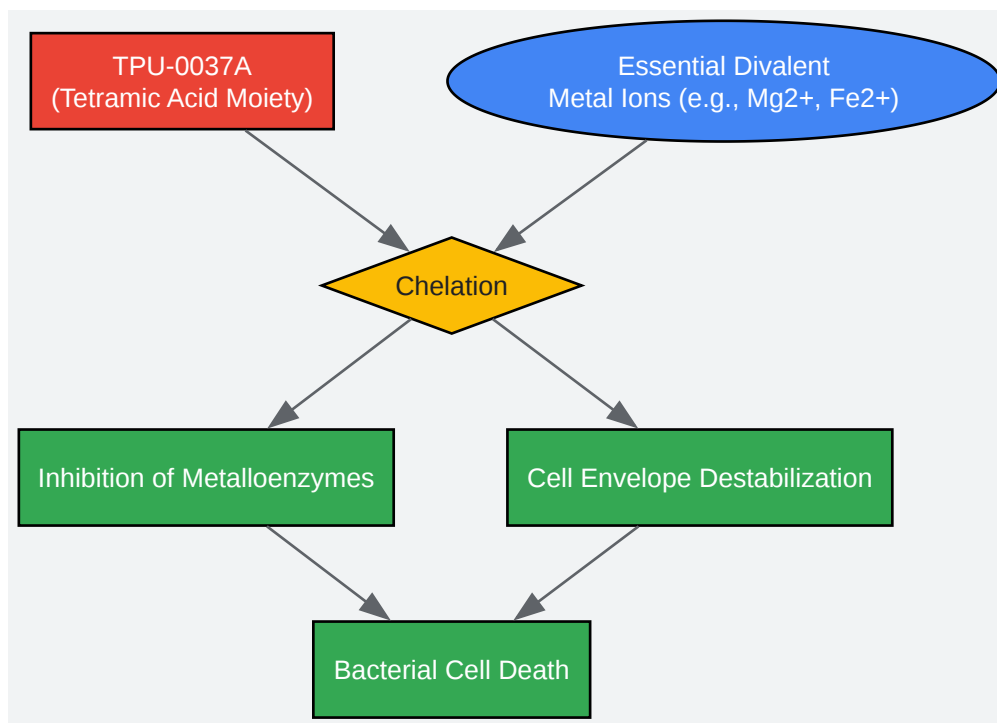 TPU-0037A
(Tetramic Acid Moiety)
Essential Divalent
Metal Ions (e.g., Mg2+, Fe2+)
Chelation
Inhibition of Metalloenzymes
Cell Envelope Destabilization
Bacterial Cell Death